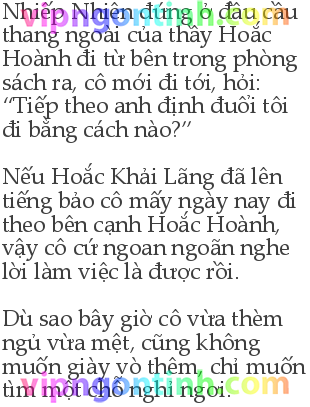 Nhiếp Nhiên đứng ở đầu cầu
thang ngoài cửa thấy Hoắc
Hoành đi từ bên trong phòng
sách ra, cô mới đi tới, hỏi:
“Tiếp theo anh định đuổi tôi
đi bằng cách nào?”
Nếu Hoắc Khải Lãng đã lên
tiếng bảo cô mấy ngày nay đi
theo bên cạnh Hoắc Hoành,
vậy cô cứ ngoan ngoãn nghe
lời làm việc là được rồi.
Dù sao bây giờ cô vừa thèm
ngủ vừa mệt, cũng không
muốn giày vò thêm, chỉ muốn
tìm một chỗ nghỉ ngơi.
vipngontinh.com
vipngontinh.com